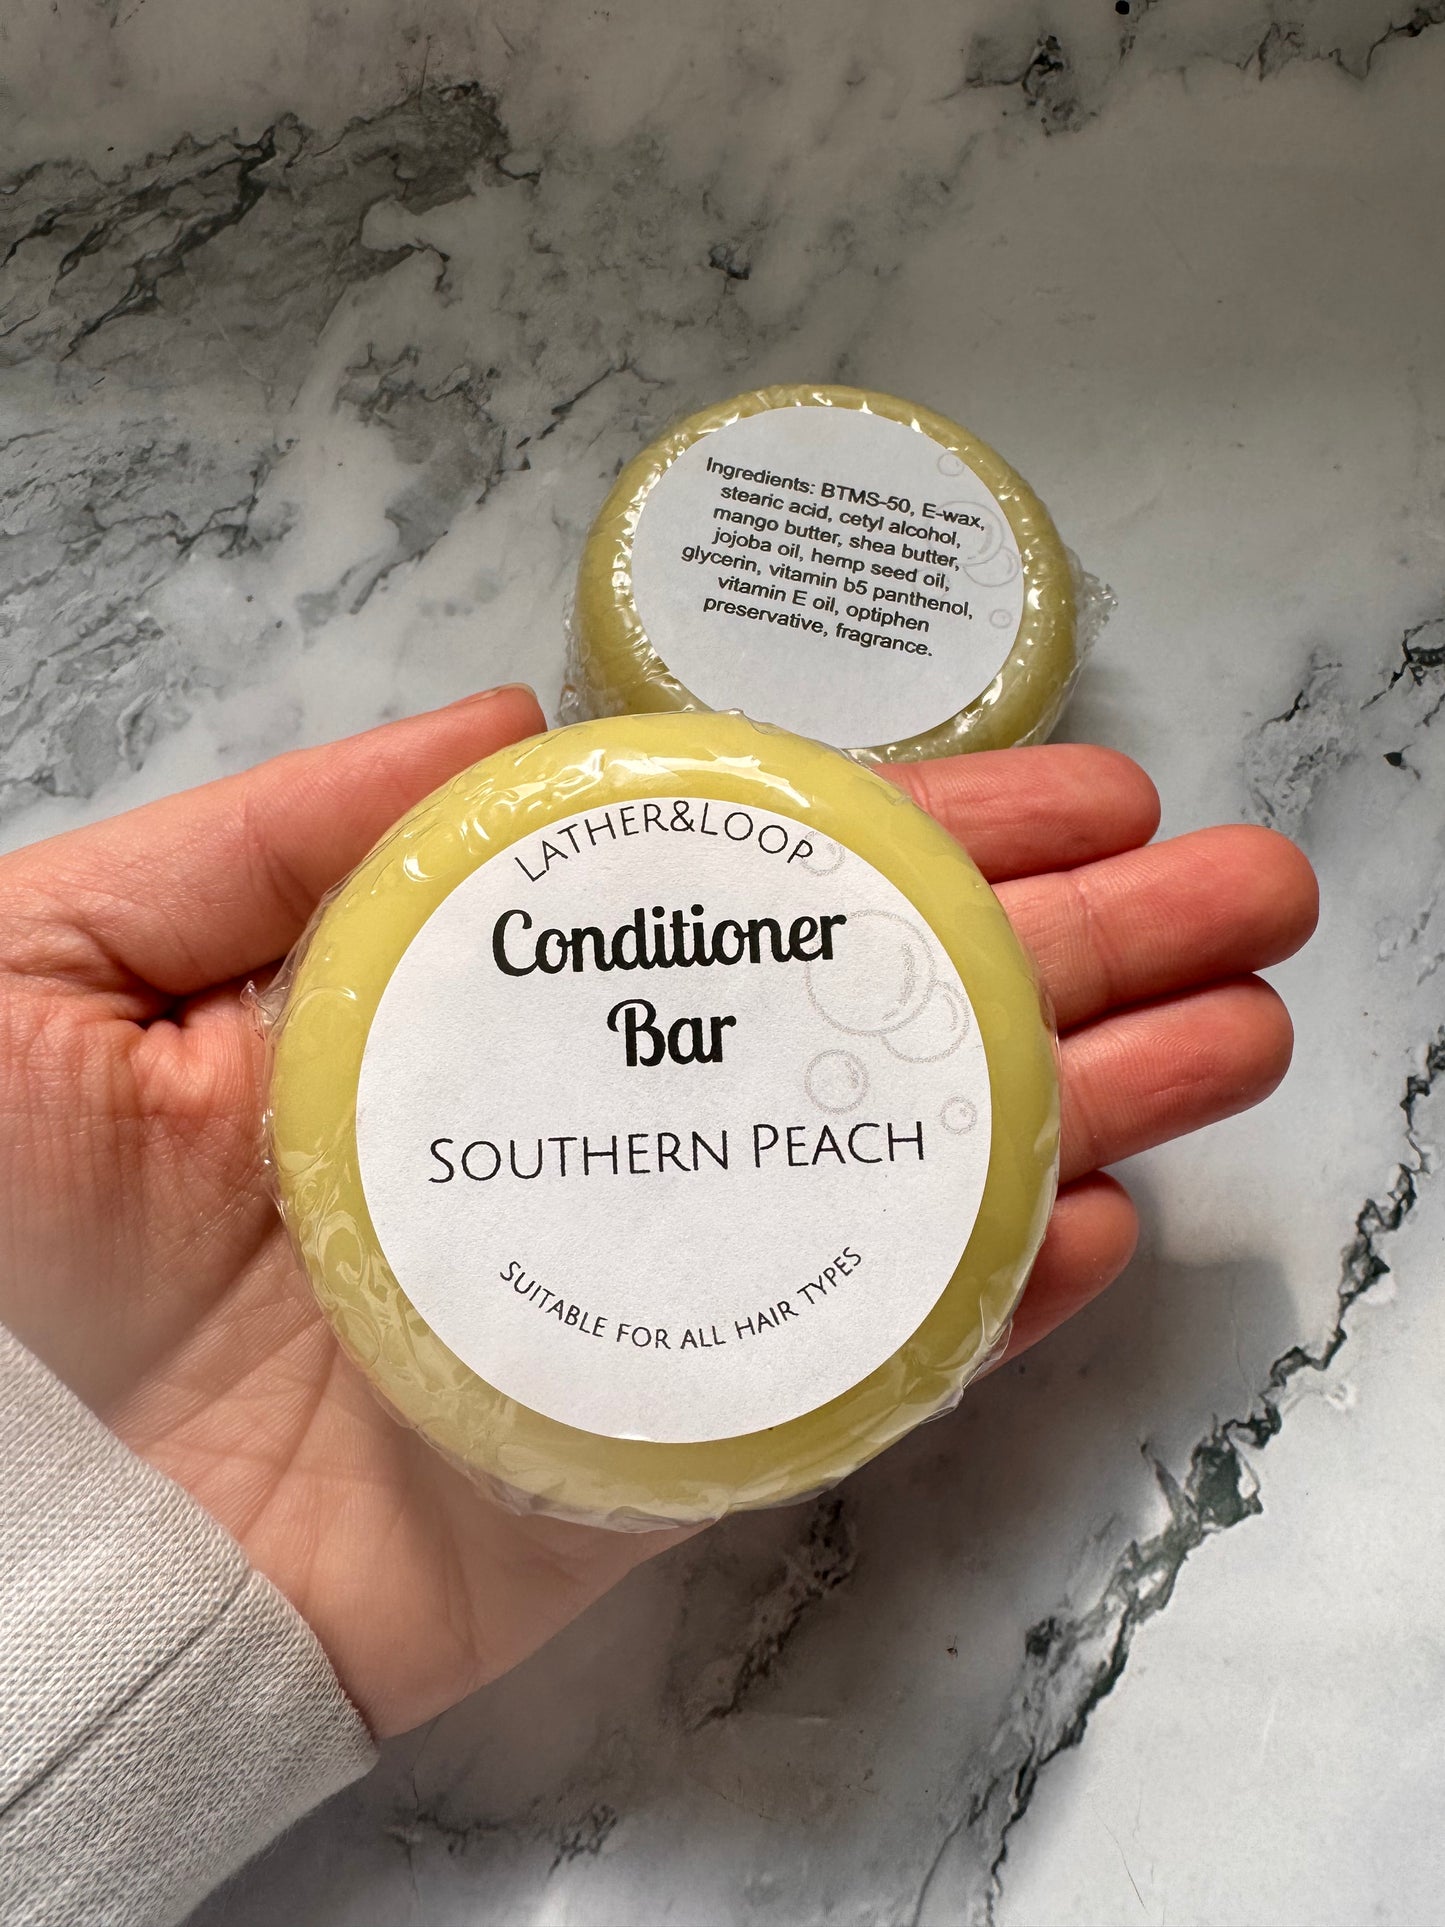 Ingredients: BTMS-50, E-wax,
stearic acid, cetyl alcohol,
mango butter, shea butter,
jojoba oil, hemp seed oil,
glycerin, vitamin b5 panthenol,
vitamin E oil, optiphen
preservative, fragrance.
LATHER&LOOP
Conditioner
Bar
SOUTHERN PEACH
SUITABLE FOR ALL HAIR TYPES